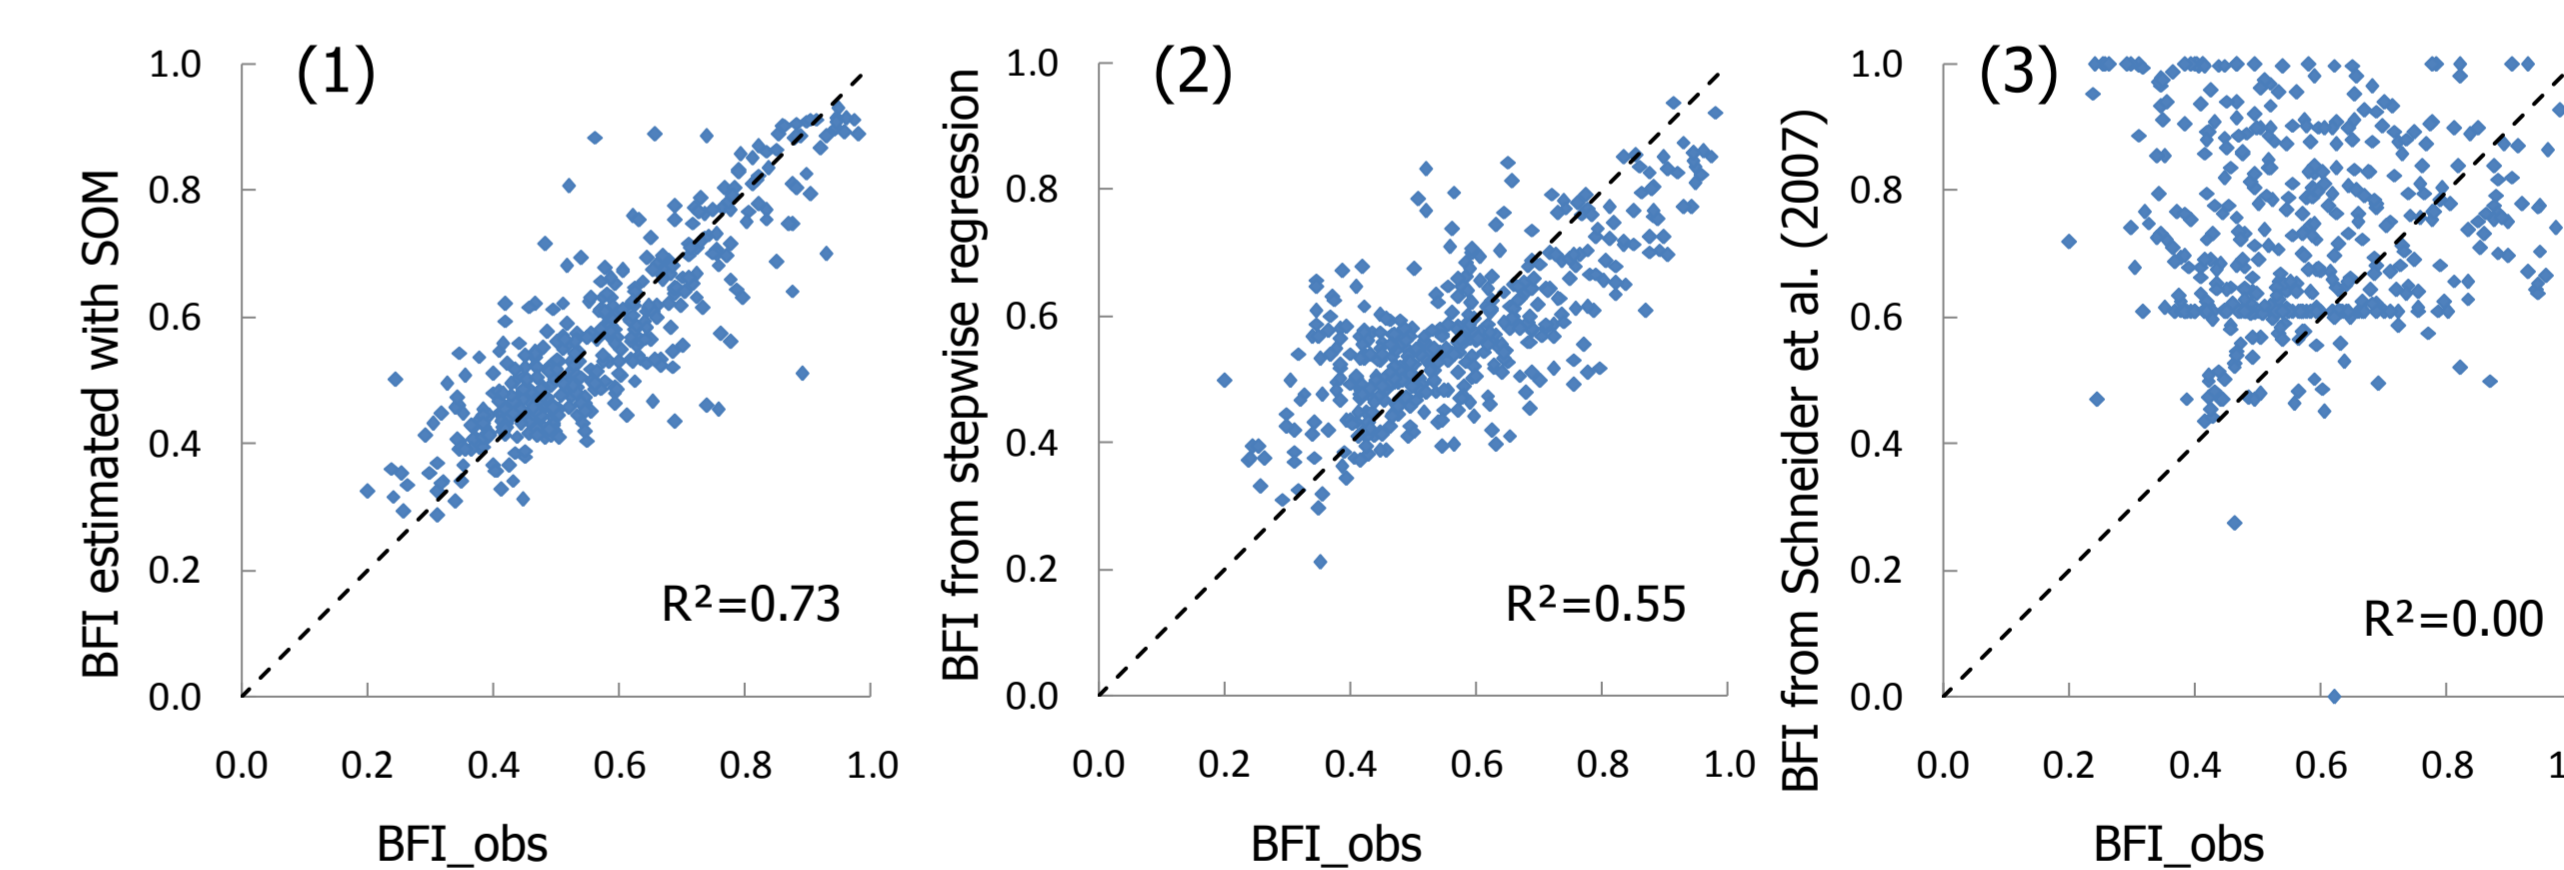 (1)
BFI estimated with SOM
1.0
0.8
0.6
0.4
0.2
0.0
R²=0.73
0.0 0.2 0.4 0.6 0.8 1.0
BFI_obs
(2)
BFI from stepwise regression
1.0
0.8
0.6
0.4
0.2
0.0
R²=0.55
0.0 0.2 0.4 0.6 0.8 1.0
BFI_obs
(3)
BFI from Schneider et al. (2007)
1.0
0.8
0.6
0.4
0.2
0.0
R²=0.00
0.0 0.2 0.4 0.6 0.8 1
BFI_obs